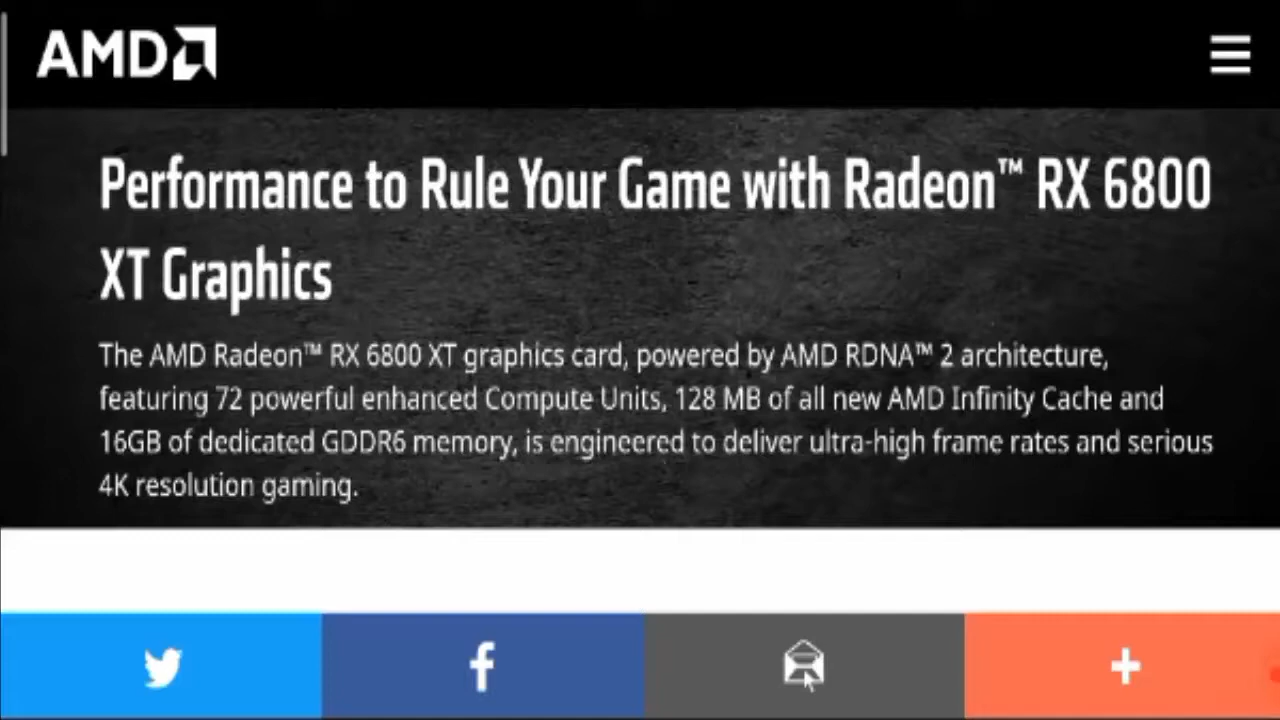 AMD
Performance to Rule Your Game with Radeon™ RX 6800
XT Graphics
The AMD Radeon™ RX 6800 XT graphics card, powered by AMD RDNA™ 2 architecture,
featuring 72 powerful enhanced Compute Units, 128 MB of all new AMD Infinity Cache and
16GB of dedicated GDDR6 memory, is engineered to deliver ultra-high frame rates and serious
4K resolution gaming.